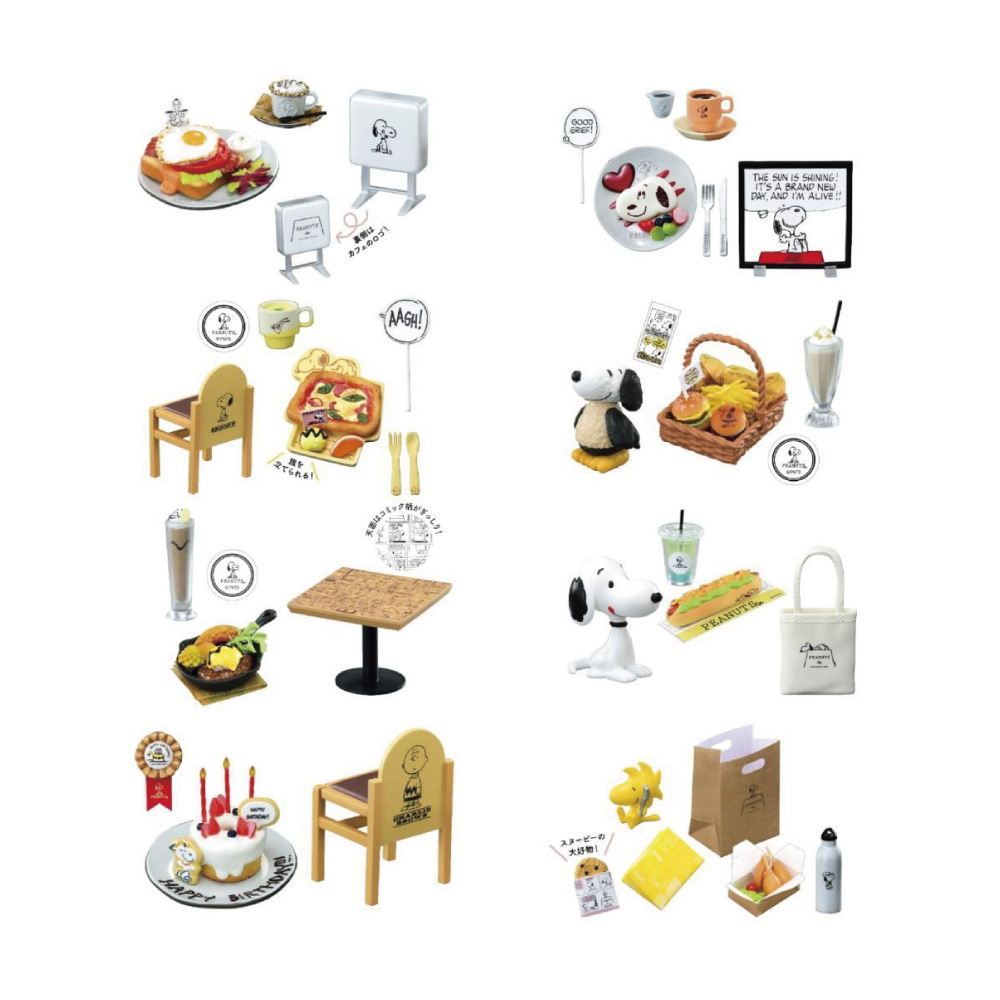 PEANUTS
裏側は
カフェのロゴ!
GOOD
GRIEF!
THE SUN IS SHINING!
IT'S A BRAND NEW
DAY, AND I'M ALIVE!!
PEANUTS
AAGH!
SNOOPY
旗を
立てられる!
PEANUTS
PEANUTS
天面はコミック柄がぎっしり!
PEANUTS
PEANUTS
HAPPY
BIRTHDAY!
HAPPY BIRTHDAY!
CHARLIE
BROWN
スヌーピーの
大好物!